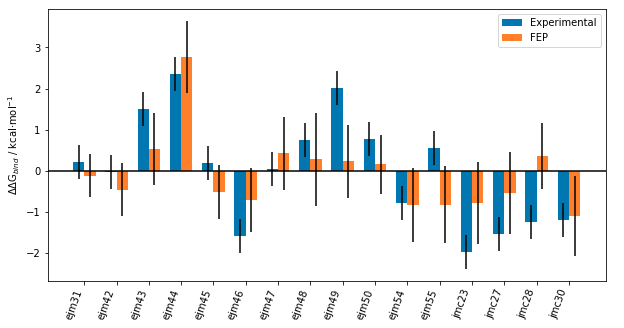 Experimental
FEP
ΔΔG_bind / kcal·mol⁻¹
3
2
1
0
−1
−2
ejm31
ejm42
ejm43
ejm44
ejm45
ejm46
ejm47
ejm48
ejm49
ejm50
ejm54
ejm55
jmc23
jmc27
jmc28
jmc30